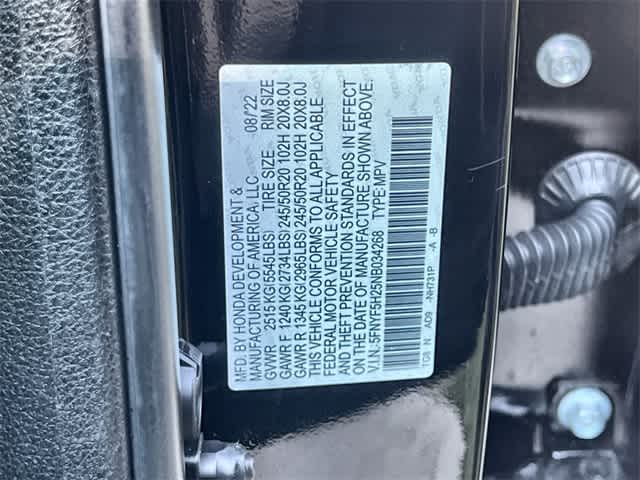 MFD. BY HONDA DEVELOPMENT &
MANUFACTURING OF AMERICA, LLC 08/22
GVWR 2515 KG(5545LBS) TIRE SIZE RIM SIZE
GAWR F 1240 KG(2734LBS) 245/50R20 102H 20X8.0J
GAWR R 1345 KG(2965LBS) 245/50R20 102H 20X8.0J
THIS VEHICLE CONFORMS TO ALL APPLICABLE
FEDERAL MOTOR VEHICLE SAFETY
AND THEFT PREVENTION STANDARDS IN EFFECT
ON THE DATE OF MANUFACTURE SHOWN ABOVE.
V.I.N.:5FNYF5H25NB034268 TYPE:MPV
TG8 N AD9 -NH731P -A -B